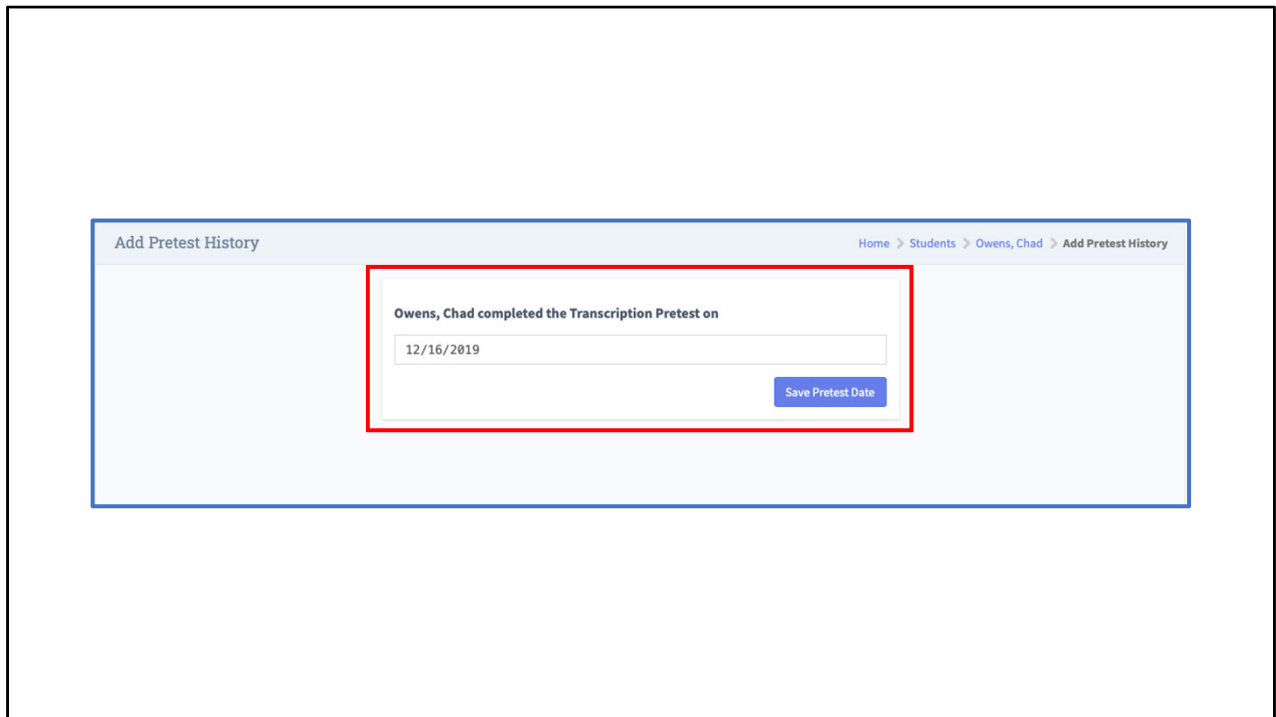 Add Pretest History
Home > Students > Owens, Chad > Add Pretest History
Owens, Chad completed the Transcription Pretest on
12/16/2019
Save Pretest Date